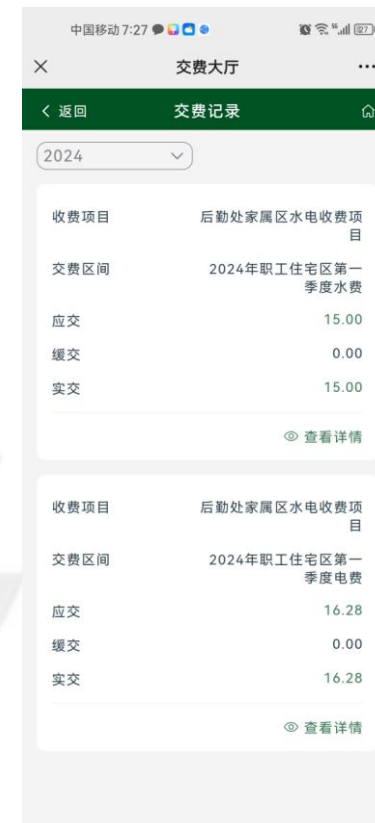 中国移动 7:27 27
交费大厅
返回 交费记录
2024
收费项目 后勤处家属区水电收费项
目
交费区间 2024年职工住宅区第一
季度水费
应交 15.00
缓交 0.00
实交 15.00
查看详情
收费项目 后勤处家属区水电收费项
目
交费区间 2024年职工住宅区第一
季度电费
应交 16.28
缓交 0.00
实交 16.28
查看详情